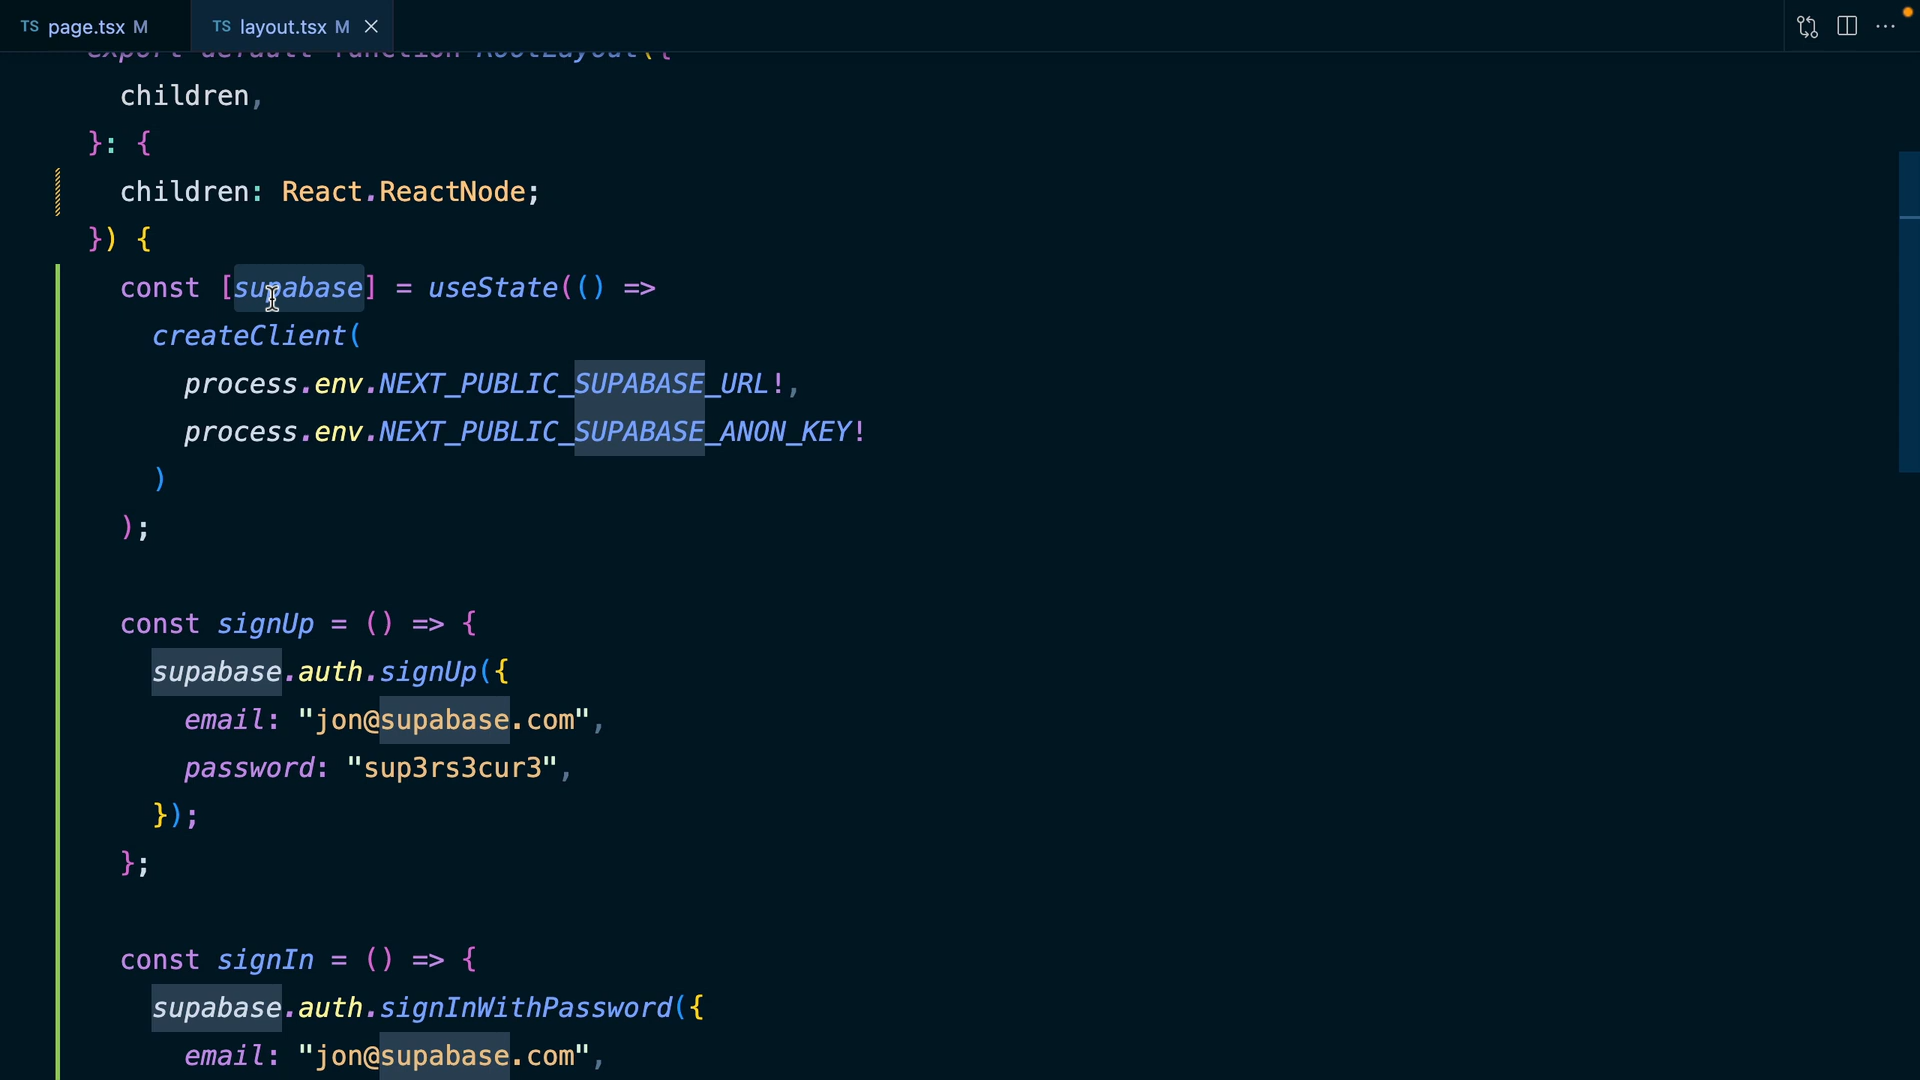 TS page.tsx M TS layout.tsx M
export default function RootLayout({
children,
}: {
children: React.ReactNode;
}) {
const [supabase] = useState(() =>
createClient(
process.env.NEXT_PUBLIC_SUPABASE_URL!,
process.env.NEXT_PUBLIC_SUPABASE_ANON_KEY!
)
);
const signUp = () => {
supabase.auth.signUp({
email: "jon@supabase.com",
password: "sup3rs3cur3",
});
};
const signIn = () => {
supabase.auth.signInWithPassword({
email: "jon@supabase.com",